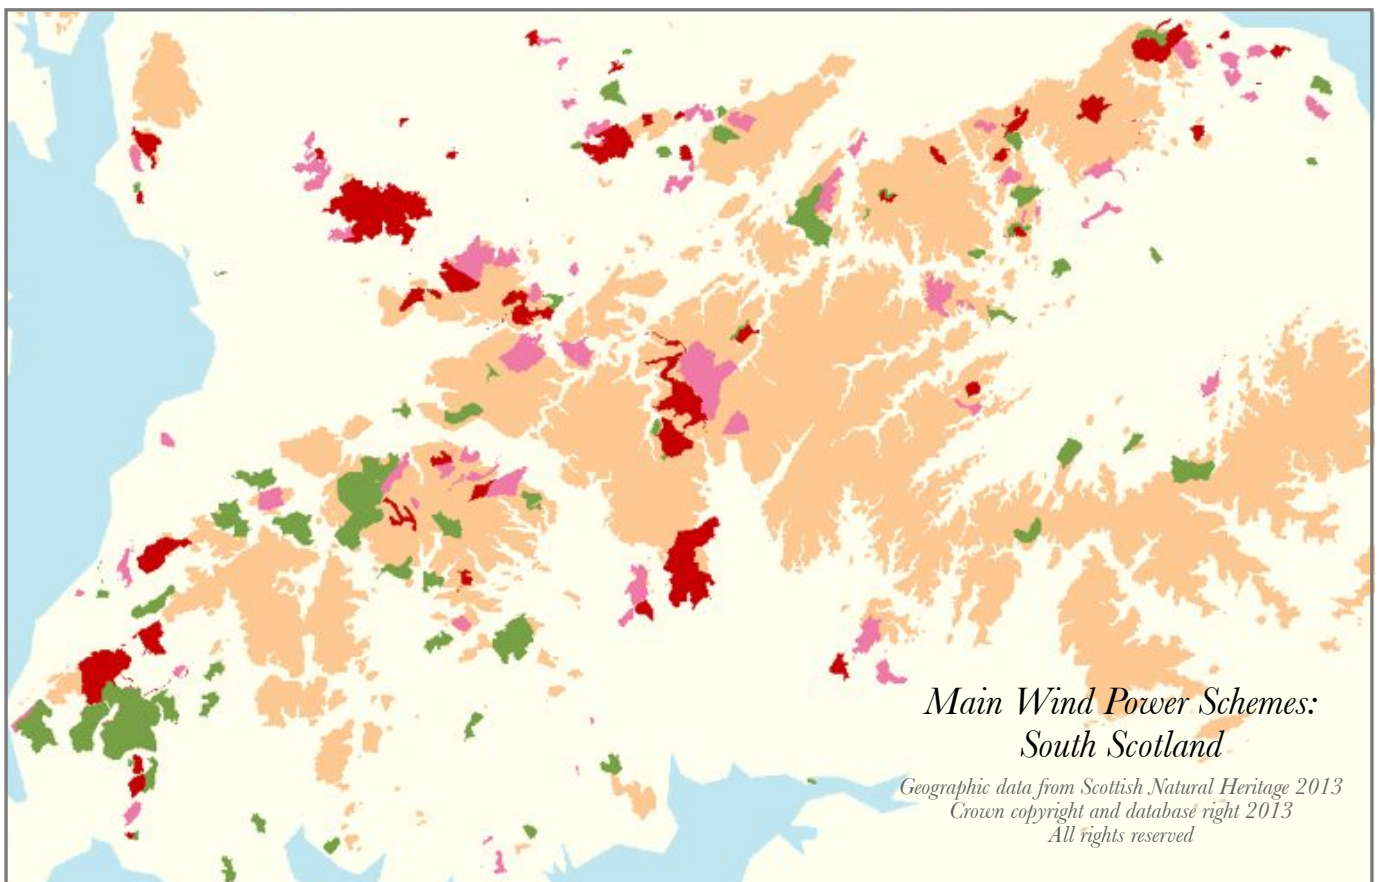 Main Wind Power Schemes:
South Scotland
Geographic data from Scottish Natural Heritage 2013
Crown copyright and database right 2013
All rights reserved